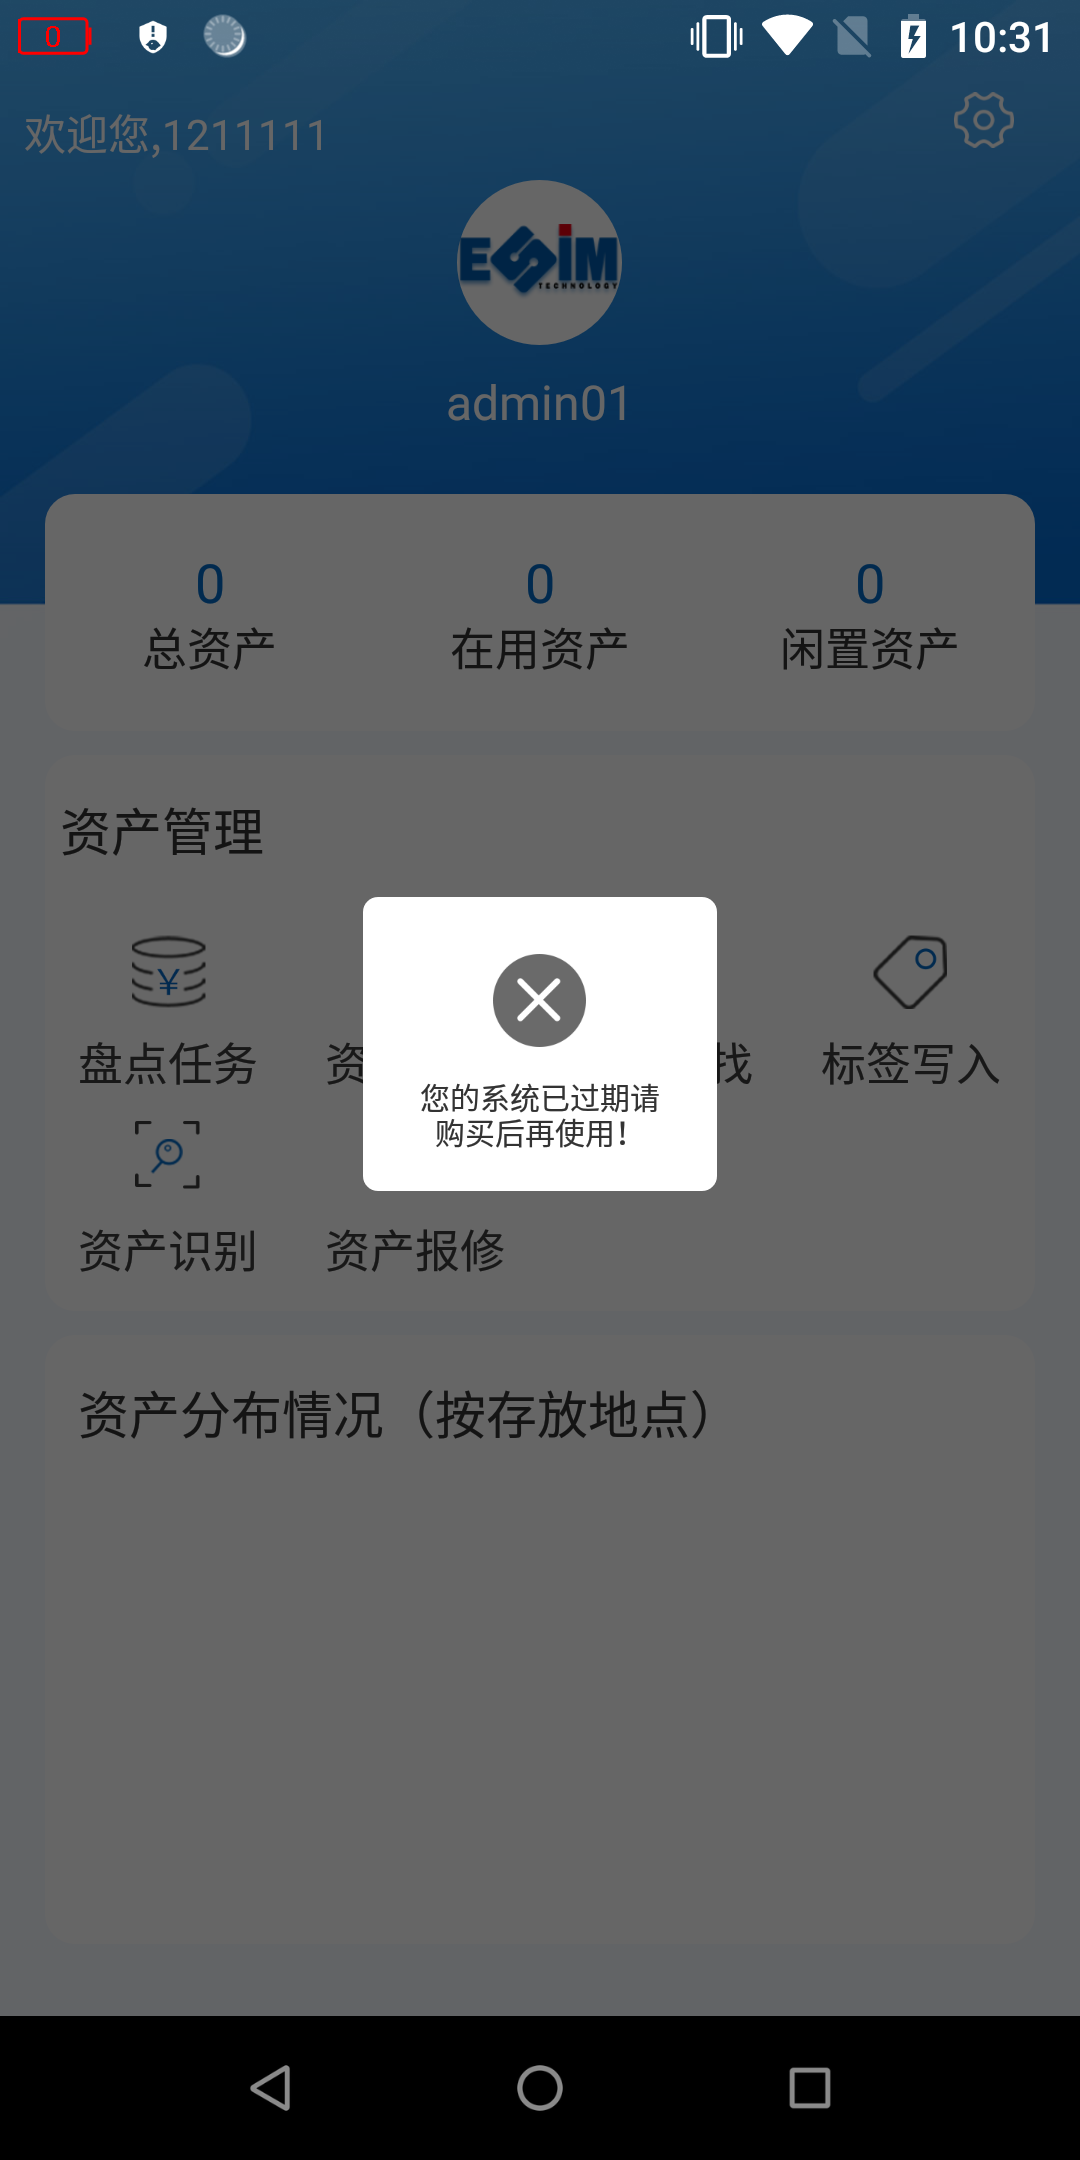 0
10:31
欢迎您,1211111
ESiM
TECHNOLOGY
admin01
0 0 0
总资产 在用资产 闲置资产
资产管理
¥
盘点任务 资 找 标签写入
您的系统已过期请
购买后再使用！
资产识别 资产报修
资产分布情况（按存放地点）